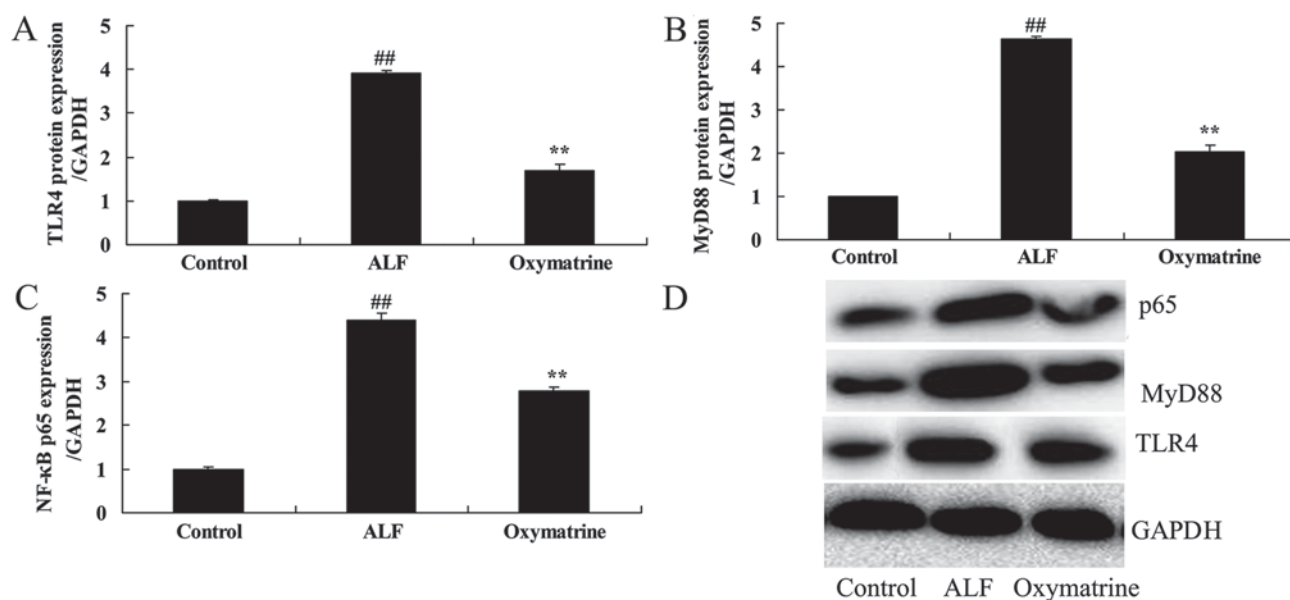 A
TLR4 protein expression
/GAPDH
5
4
3
2
1
0
##
**
Control ALF Oxymatrine
B
MyD88 protein expression
/GAPDH
5
4
3
2
1
0
##
**
Control ALF Oxymatrine
C
NF-κB p65 expression
/GAPDH
5
4
3
2
1
0
##
**
Control ALF Oxymatrine
D
p65
MyD88
TLR4
GAPDH
Control ALF Oxymatrine